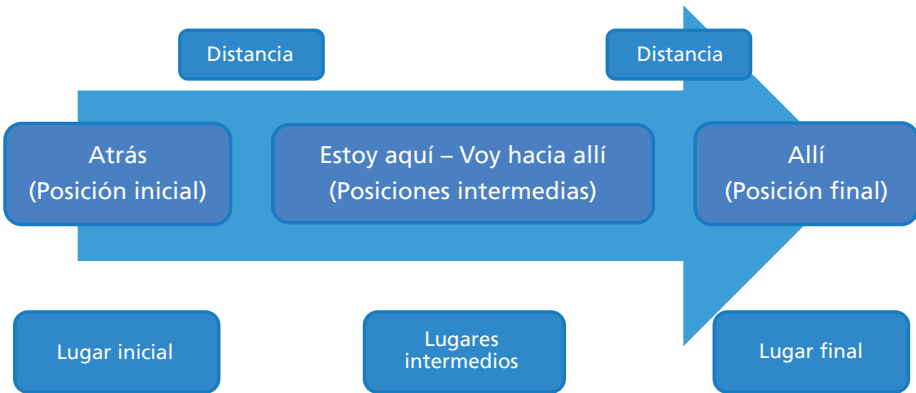 Distancia
Distancia
Atrás
(Posición inicial)
Estoy aquí – Voy hacia allí
(Posiciones intermedias)
Allí
(Posición final)
Lugar inicial
Lugares
intermedios
Lugar final